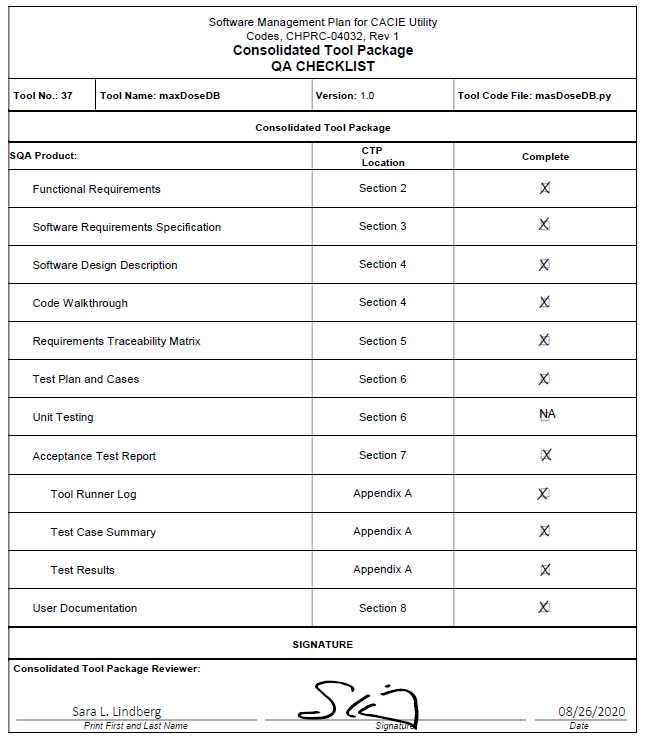 Software Management Plan for CACIE Utility
Codes, CHPRC-04032, Rev 1
Consolidated Tool Package
QA CHECKLIST
Tool No.: 37 Tool Name: maxDoseDB Version: 1.0 Tool Code File: masDoseDB.py
Consolidated Tool Package
SQA Product: CTP Location Complete
Functional Requirements Section 2 X
Software Requirements Specification Section 3 X
Software Design Description Section 4 X
Code Walkthrough Section 4 X
Requirements Traceability Matrix Section 5 X
Test Plan and Cases Section 6 X
Unit Testing Section 6 NA
Acceptance Test Report Section 7 X
Tool Runner Log Appendix A X
Test Case Summary Appendix A X
Test Results Appendix A X
User Documentation Section 8 X
SIGNATURE
Consolidated Tool Package Reviewer:
Sara L. Lindberg 08/26/2020
Print First and Last Name Signature Date